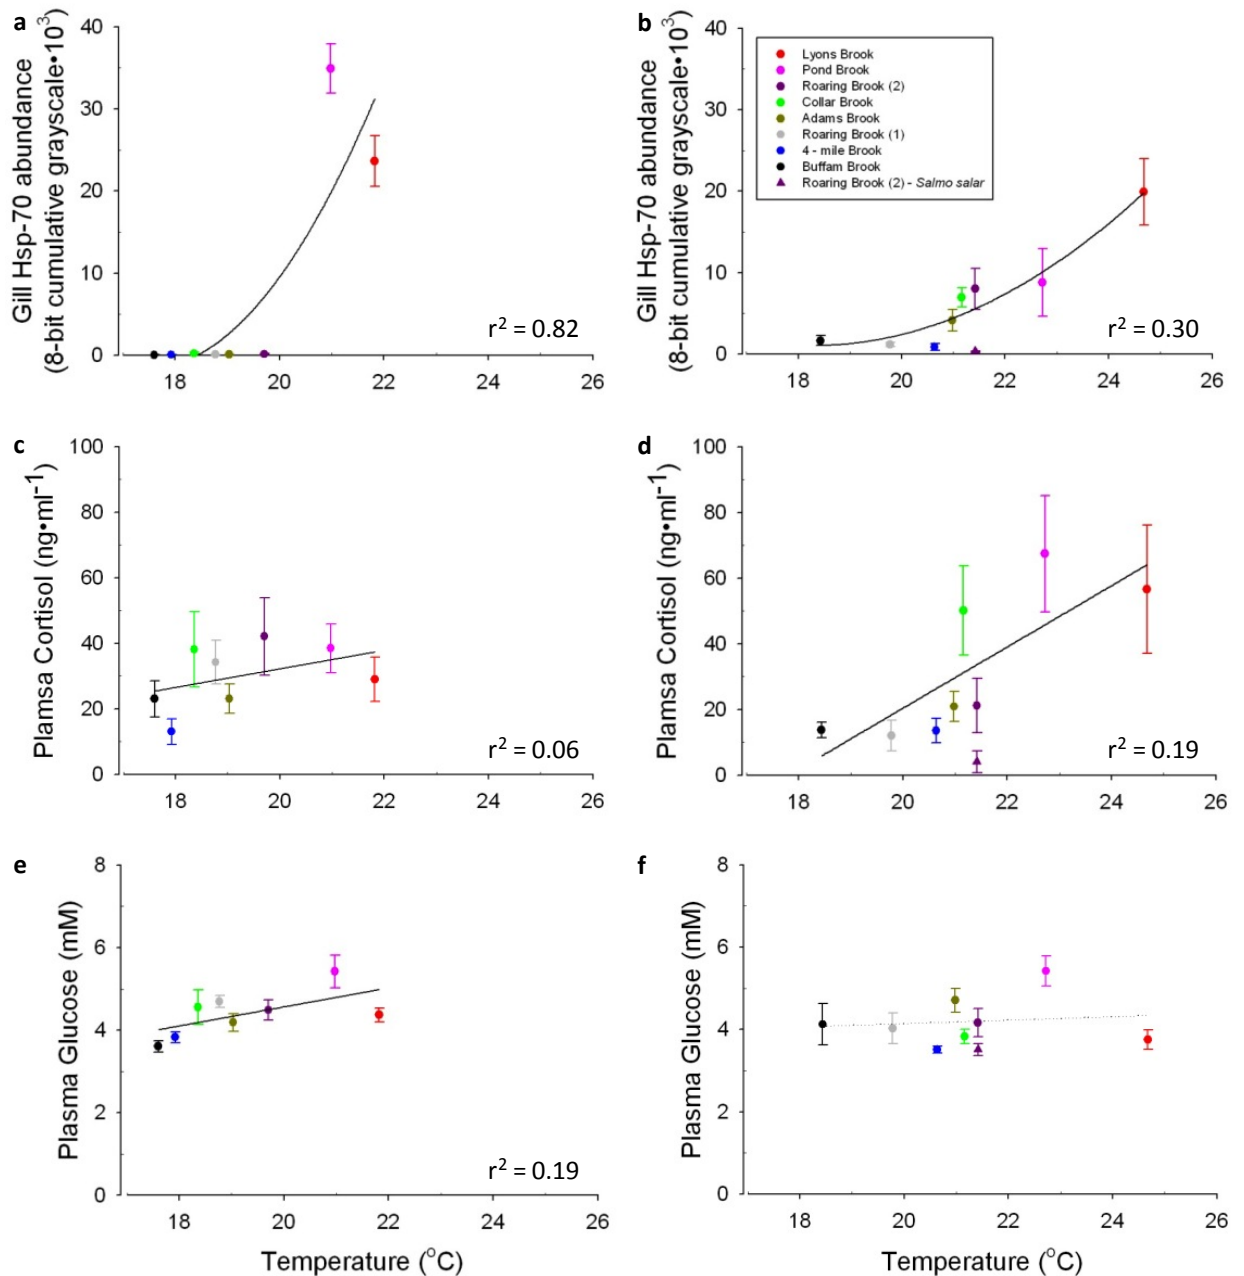 a
40
30
20
10
0
Gill Hsp-70 abundance
(8-bit cumulative grayscale•10³)
r² = 0.82
18 20 22 24 26
b
40
30
20
10
0
Gill Hsp-70 abundance
(8-bit cumulative grayscale•10³)
Lyons Brook
Pond Brook
Roaring Brook (2)
Collar Brook
Adams Brook
Roaring Brook (1)
4 - mile Brook
Buffam Brook
Roaring Brook (2) - Salmo salar
r² = 0.30
18 20 22 24 26
c
100
80
60
40
20
0
Plamsa Cortisol (ng•ml⁻¹)
r² = 0.06
18 20 22 24 26
d
100
80
60
40
20
0
Plamsa Cortisol (ng•ml⁻¹)
r² = 0.19
18 20 22 24 26
e
8
6
4
2
0
Plasma Glucose (mM)
r² = 0.19
18 20 22 24 26
Temperature (°C)
f
8
6
4
2
0
Plasma Glucose (mM)
18 20 22 24 26
Temperature (°C)